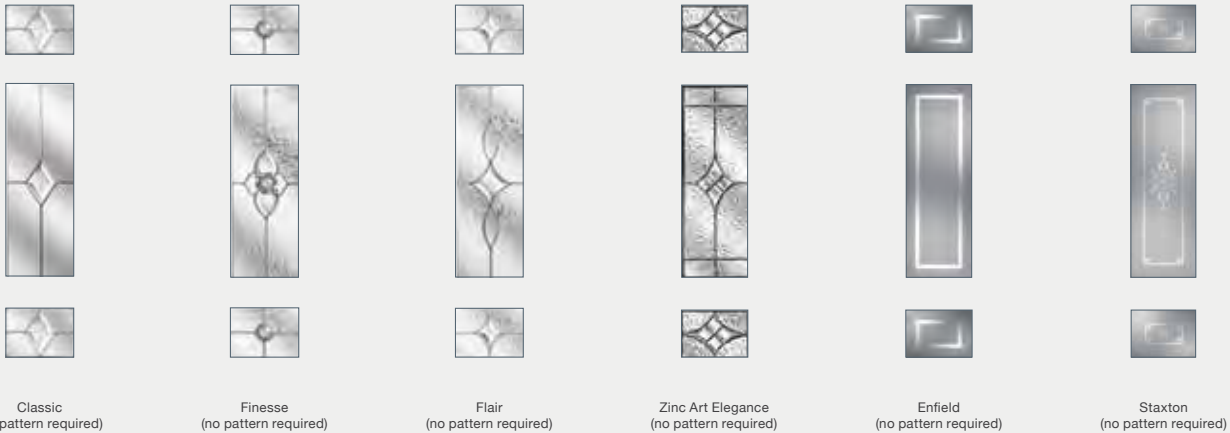 Classic
pattern required)
Finesse
(no pattern required)
Flair
(no pattern required)
Zinc Art Elegance
(no pattern required)
Enfield
(no pattern required)
Staxton
(no pattern required)